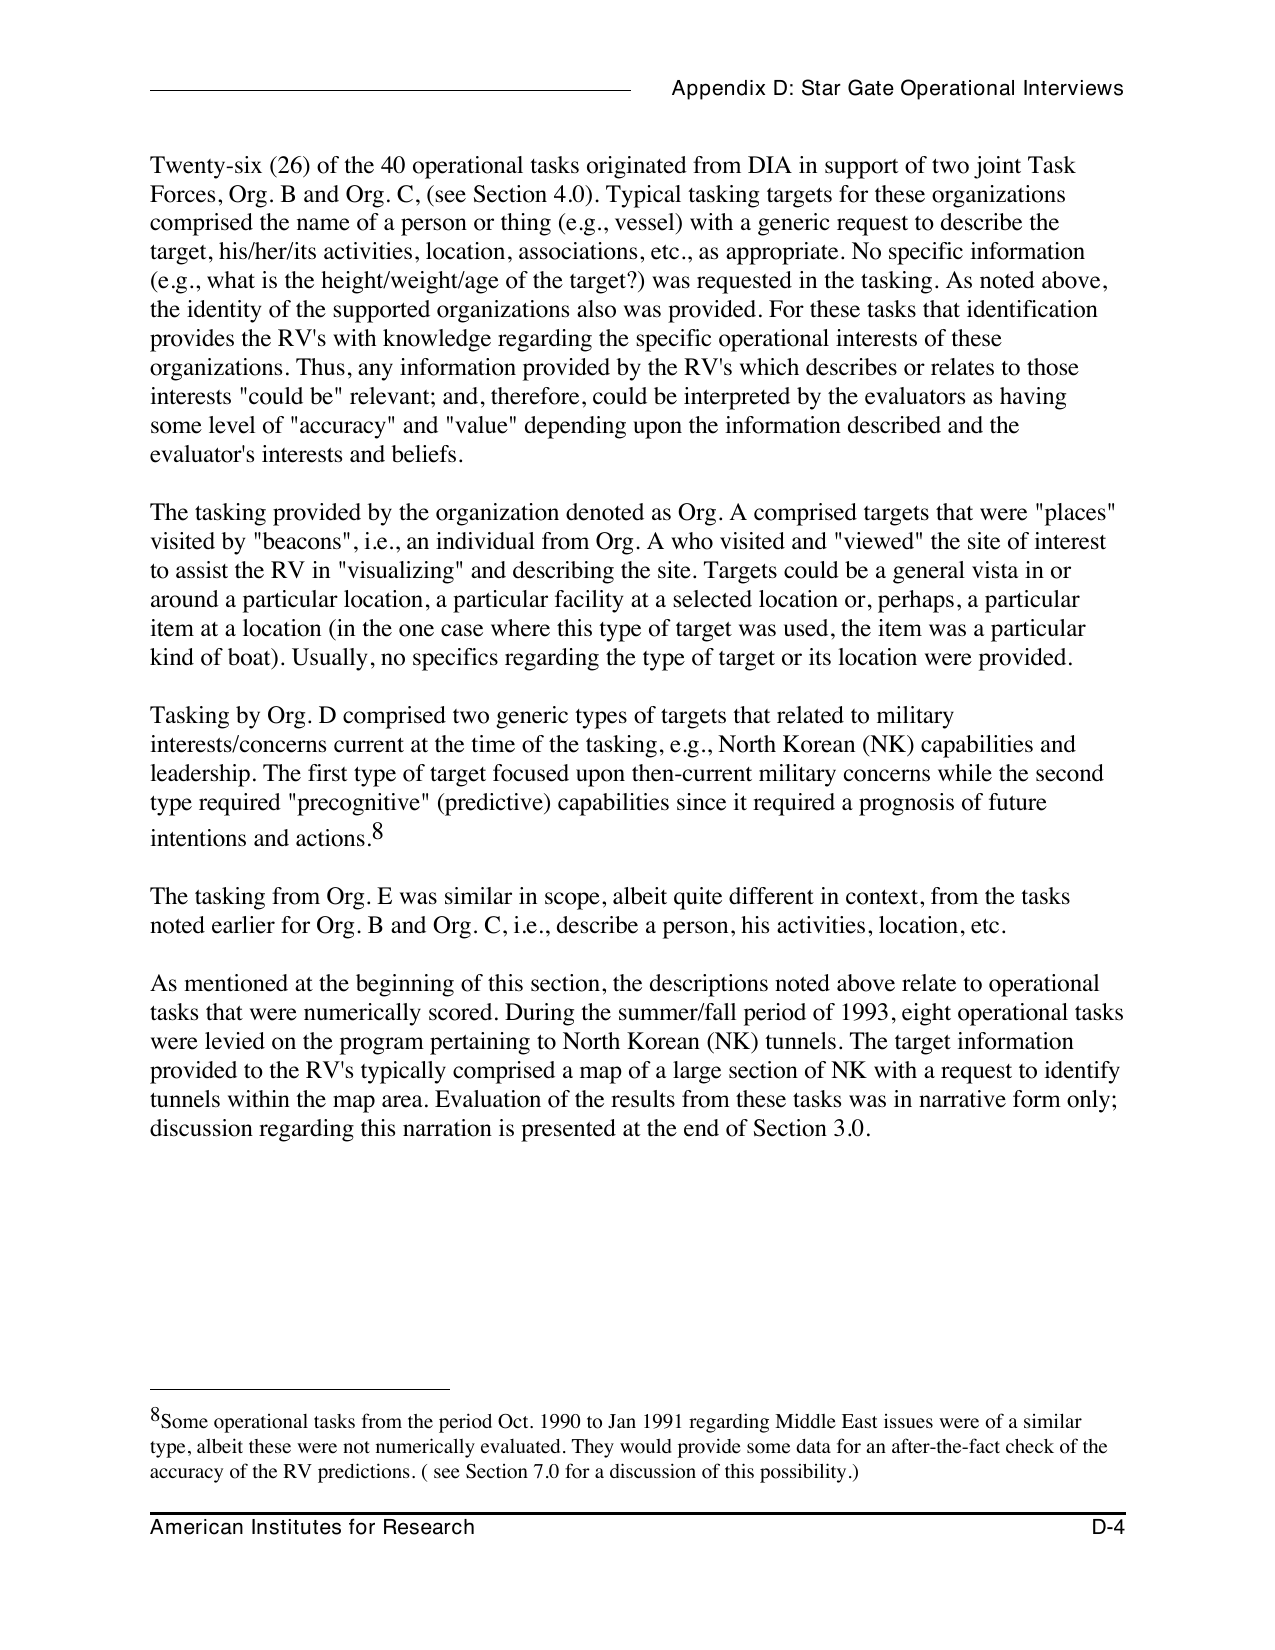 Appendix D: Star Gate Operational Interviews
Twenty-six (26) of the 40 operational tasks originated from DIA in support of two joint Task
Forces, Org. B and Org. C, (see Section 4.0). Typical tasking targets for these organizations
comprised the name of a person or thing (e.g., vessel) with a generic request to describe the
target, his/her/its activities, location, associations, etc., as appropriate. No specific information
(e.g., what is the height/weight/age of the target?) was requested in the tasking. As noted above,
the identity of the supported organizations also was provided. For these tasks that identification
provides the RV's with knowledge regarding the specific operational interests of these
organizations. Thus, any information provided by the RV's which describes or relates to those
interests "could be" relevant; and, therefore, could be interpreted by the evaluators as having
some level of "accuracy" and "value" depending upon the information described and the
evaluator's interests and beliefs.
The tasking provided by the organization denoted as Org. A comprised targets that were "places"
visited by "beacons", i.e., an individual from Org. A who visited and "viewed" the site of interest
to assist the RV in "visualizing" and describing the site. Targets could be a general vista in or
around a particular location, a particular facility at a selected location or, perhaps, a particular
item at a location (in the one case where this type of target was used, the item was a particular
kind of boat). Usually, no specifics regarding the type of target or its location were provided.
Tasking by Org. D comprised two generic types of targets that related to military
interests/concerns current at the time of the tasking, e.g., North Korean (NK) capabilities and
leadership. The first type of target focused upon then-current military concerns while the second
type required "precognitive" (predictive) capabilities since it required a prognosis of future
intentions and actions.8
The tasking from Org. E was similar in scope, albeit quite different in context, from the tasks
noted earlier for Org. B and Org. C, i.e., describe a person, his activities, location, etc.
As mentioned at the beginning of this section, the descriptions noted above relate to operational
tasks that were numerically scored. During the summer/fall period of 1993, eight operational tasks
were levied on the program pertaining to North Korean (NK) tunnels. The target information
provided to the RV's typically comprised a map of a large section of NK with a request to identify
tunnels within the map area. Evaluation of the results from these tasks was in narrative form only;
discussion regarding this narration is presented at the end of Section 3.0.
8Some operational tasks from the period Oct. 1990 to Jan 1991 regarding Middle East issues were of a similar
type, albeit these were not numerically evaluated. They would provide some data for an after-the-fact check of the
accuracy of the RV predictions. ( see Section 7.0 for a discussion of this possibility.)
American Institutes for Research D-4